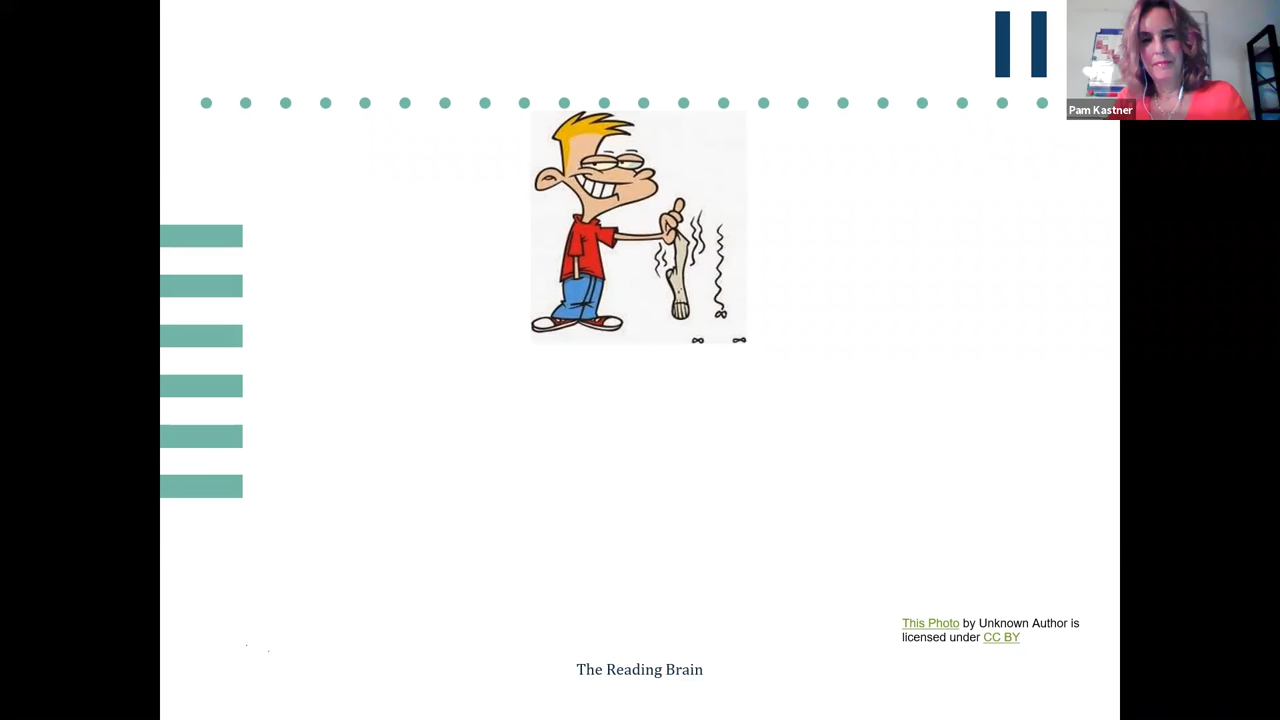 Pam Kastner
This Photo by Unknown Author is
licensed under CC BY
The Reading Brain